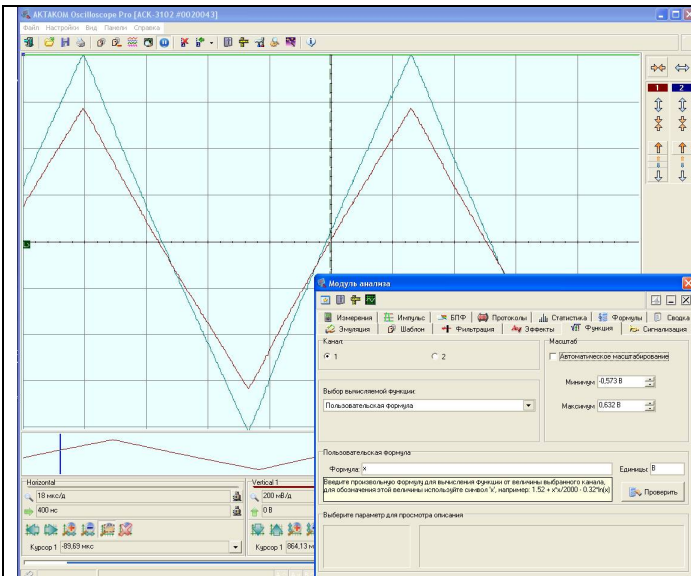 AKTAKOM Oscilloscope Pro [ACK-3102 #0020043]
Файл Настройки Вид Панели Справка
1 2
Модуль анализа
Измерения Импульс БПФ Протоколы Статистика Формулы Сводка
Эмуляция Шаблон Фильтрация Эффекты Функция Сигнализация
Канал Масштаб
1 2 Автоматическое масштабирование
Минимум -0,573 В
Выбор вычисляемой функции:
Пользовательская формула Максимум 0,632 В
Пользовательская формула
Формула: x Единицы: В
Введите произвольную формулу для вычисления функции от величины выбранного канала,
для обозначения этой величины используйте символ 'x', например: 1.52 + x*x/2000 - 0.32*ln(x)
Проверить
Выберите параметр для просмотра описания
Horizontal Vertical 1
18 мкс/д 200 мВ/д
400 нс 0 В
Курсор 1 -89,69 мкс Курсор 1 864,13 м